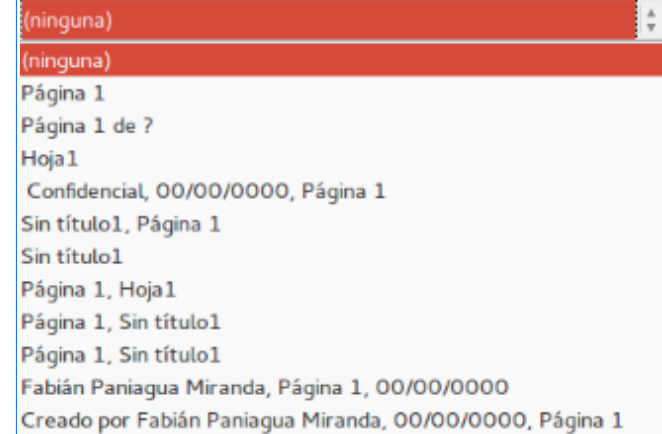 (ninguna)
(ninguna)
Página 1
Página 1 de ?
Hoja1
Confidencial, 00/00/0000, Página 1
Sin título1, Página 1
Sin título1
Página 1, Hoja1
Página 1, Sin título1
Página 1, Sin título1
Fabián Paniagua Miranda, Página 1, 00/00/0000
Creado por Fabián Paniagua Miranda, 00/00/0000, Página 1